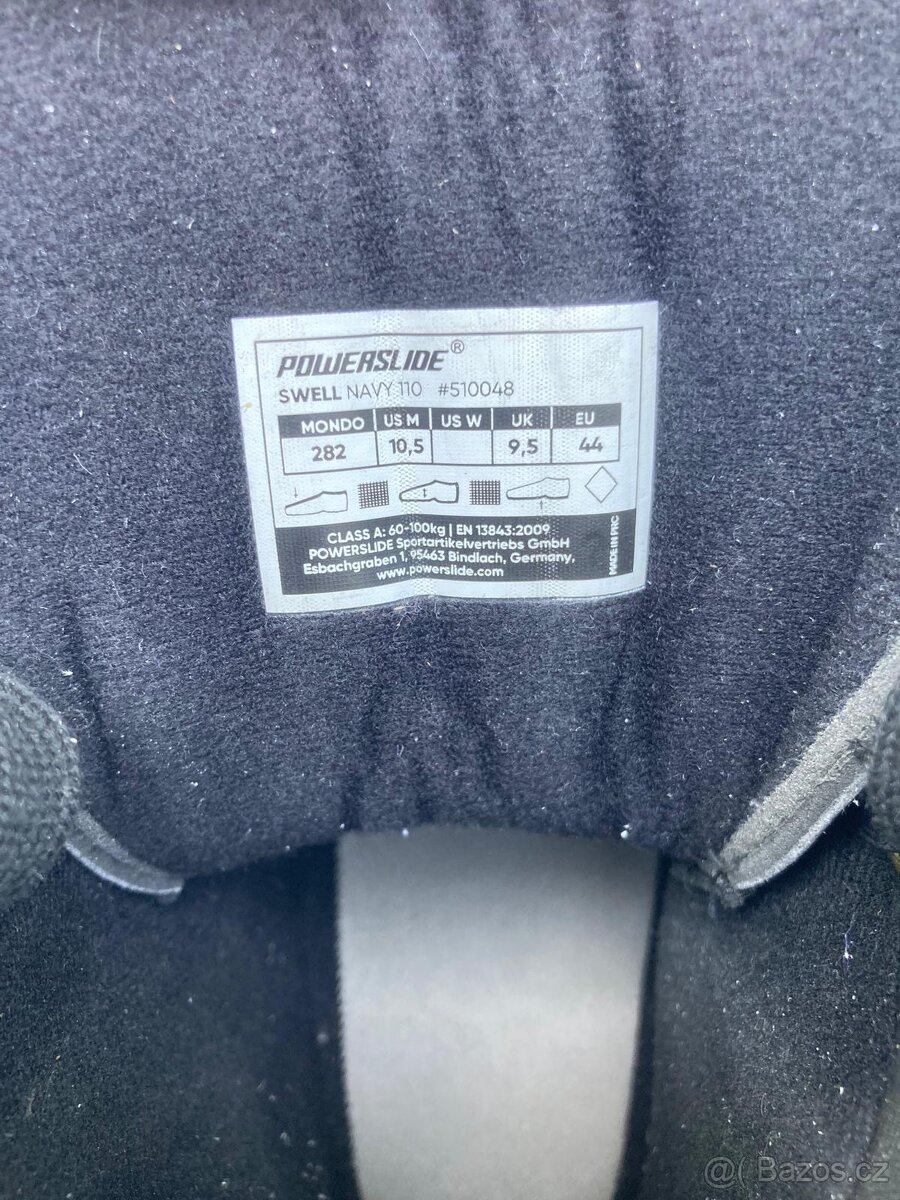 POWERSLIDE®
SWELL NAVY 110 #510048
MONDO US M US W UK EU
282 10,5 9,5 44
CLASS A: 60-100kg | EN 13843:2009
POWERSLIDE Sportartikelvertriebs GmbH
Esbachgraben 1, 95463 Bindlach, Germany,
www.powerslide.com
MADE IN PRC
@( Bazos.cz